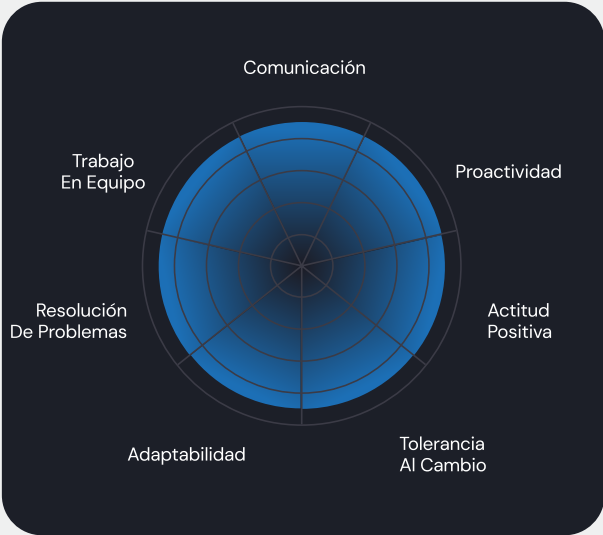 Comunicación
Proactividad
Actitud
Positiva
Tolerancia
Al Cambio
Adaptabilidad
Resolución
De Problemas
Trabajo
En Equipo